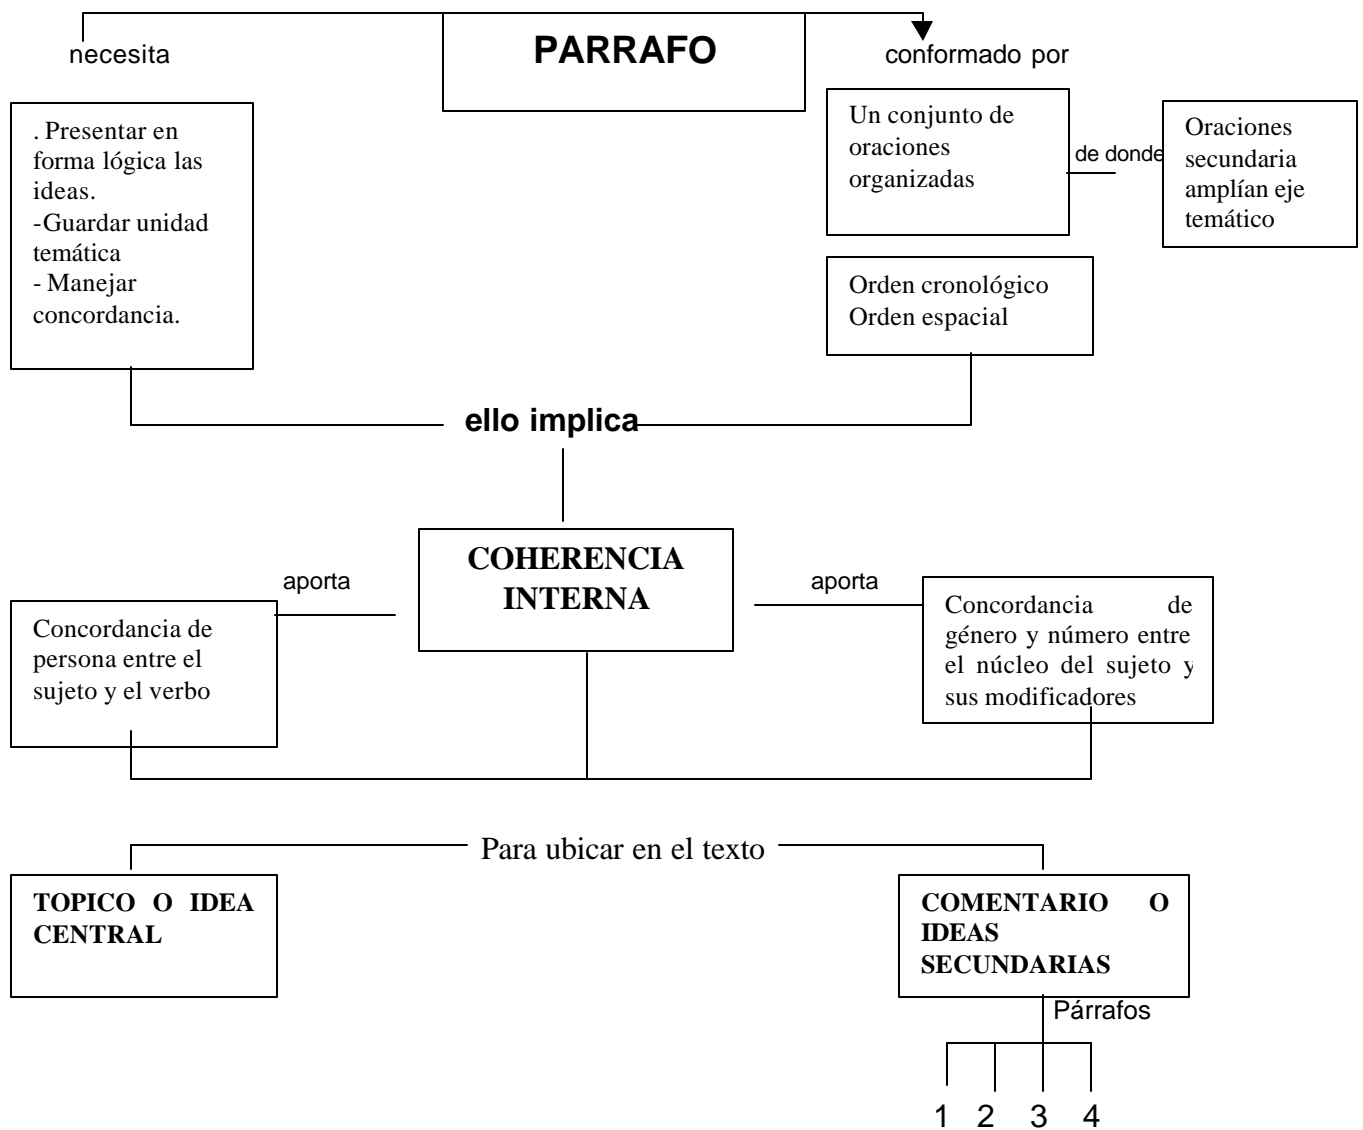 PARRAFO
necesita
conformado por
. Presentar en
forma lógica las
ideas.
-Guardar unidad
temática
- Manejar
concordancia.
Un conjunto de
oraciones
organizadas
de donde
Oraciones
secundaria
amplían eje
temático
Orden cronológico
Orden espacial
ello implica
COHERENCIA
INTERNA
aporta
aporta
Concordancia de
persona entre el
sujeto y el verbo
Concordancia de
género y número entre
el núcleo del sujeto y
sus modificadores
Para ubicar en el texto
TOPICO O IDEA
CENTRAL
COMENTARIO O
IDEAS
SECUNDARIAS
Párrafos
1 2 3 4